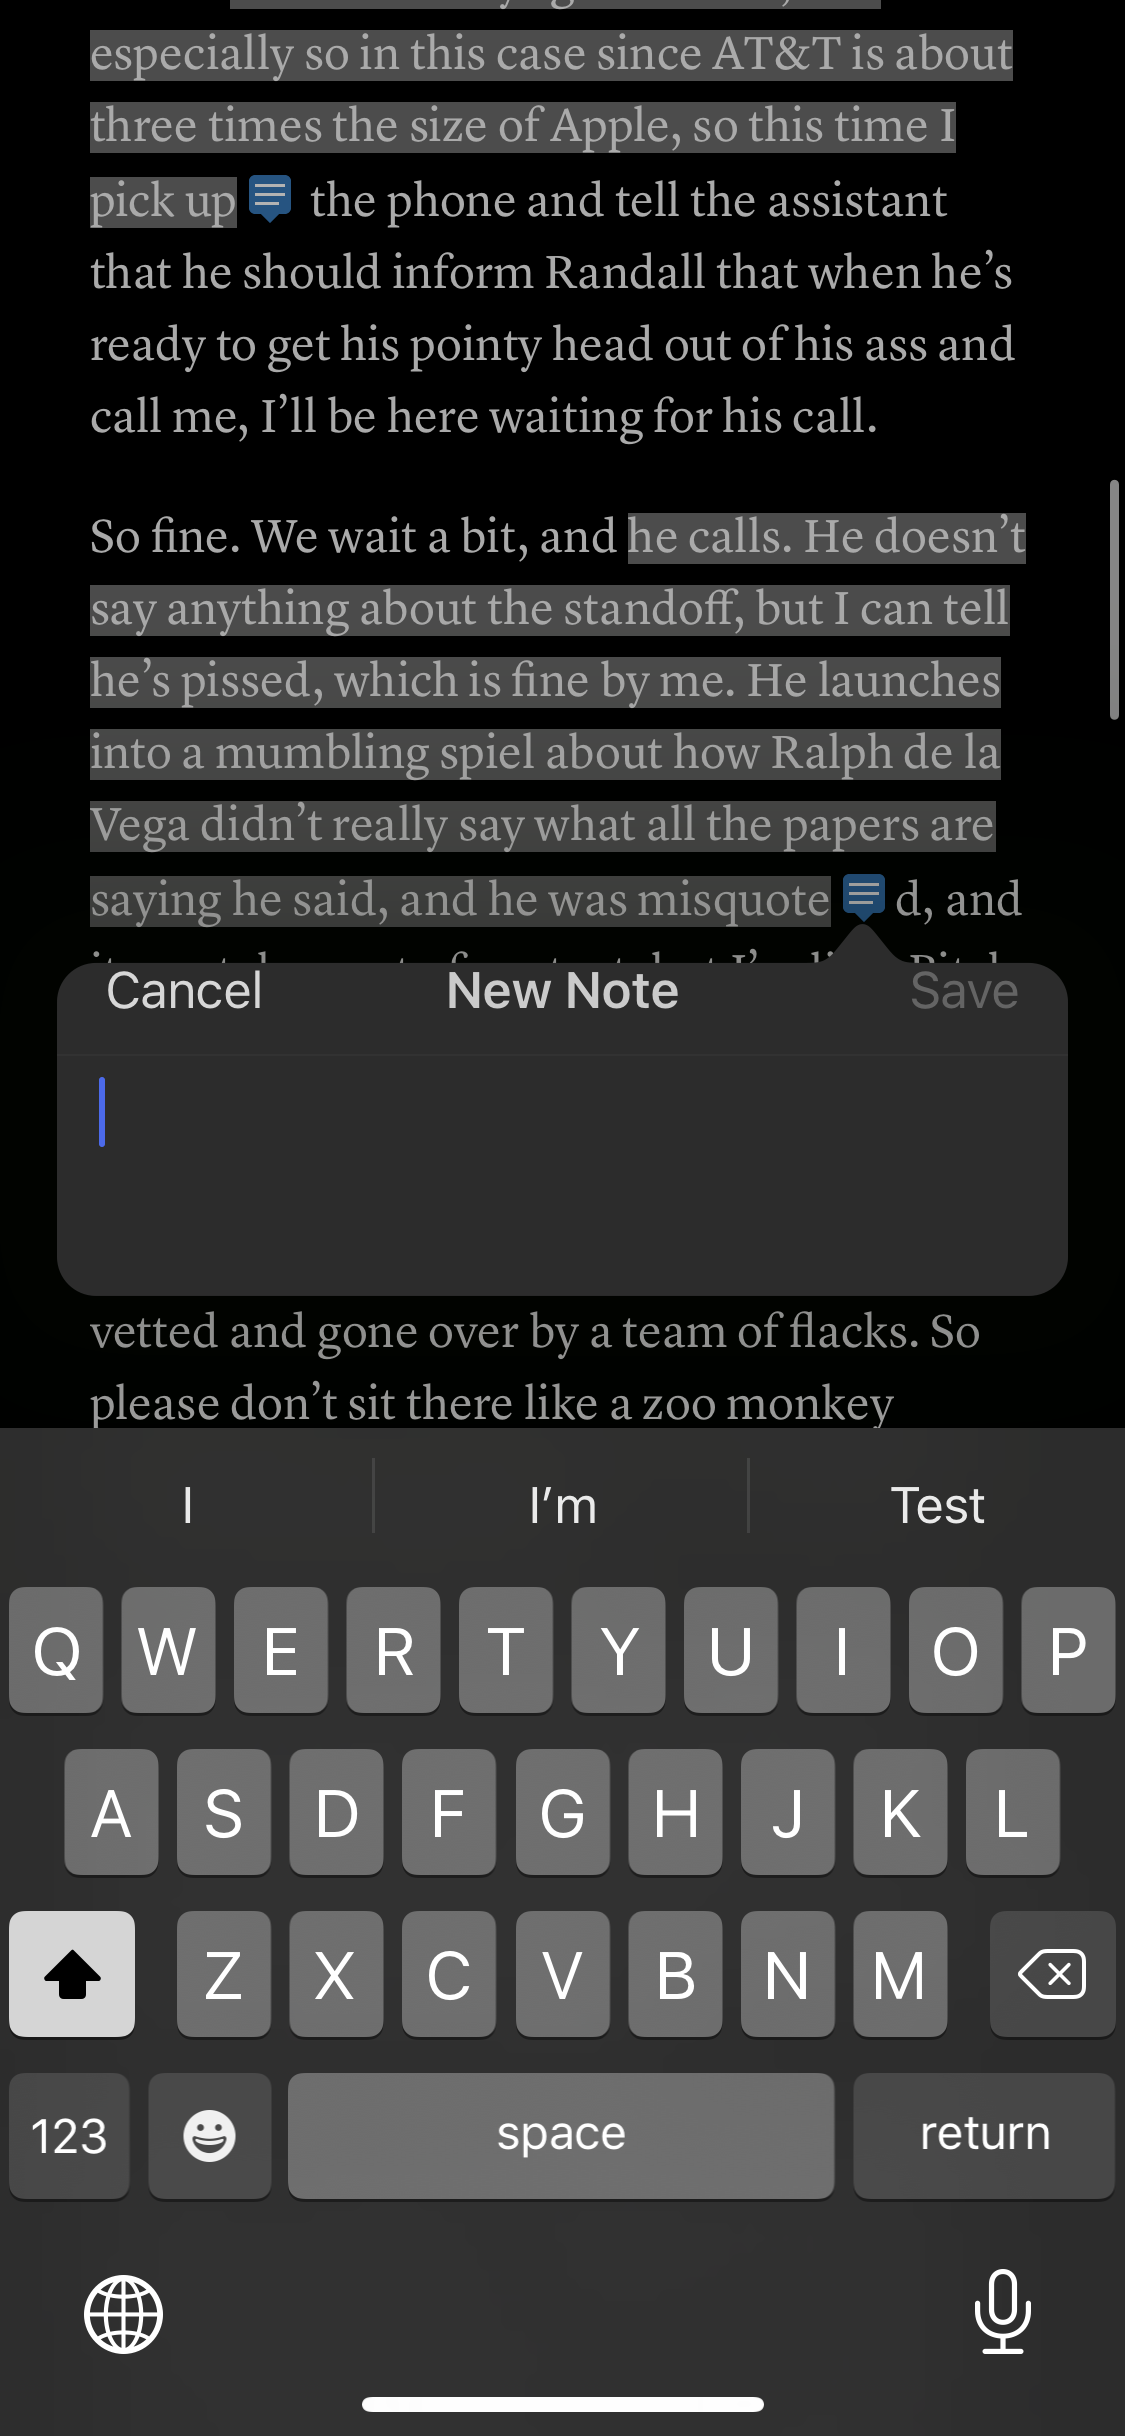 especially so in this case since AT&T is about
three times the size of Apple, so this time I
pick up the phone and tell the assistant
that he should inform Randall that when he’s
ready to get his pointy head out of his ass and
call me, I’ll be here waiting for his call.
So fine. We wait a bit, and he calls. He doesn’t
say anything about the standoff, but I can tell
he’s pissed, which is fine by me. He launches
into a mumbling spiel about how Ralph de la
Vega didn’t really say what all the papers are
saying he said, and he was misquote d, and
Cancel New Note Save
vetted and gone over by a team of flacks. So
please don’t sit there like a zoo monkey
I I’m Test
Q W E R T Y U I O P
A S D F G H J K L
Z X C V B N M
123 space return